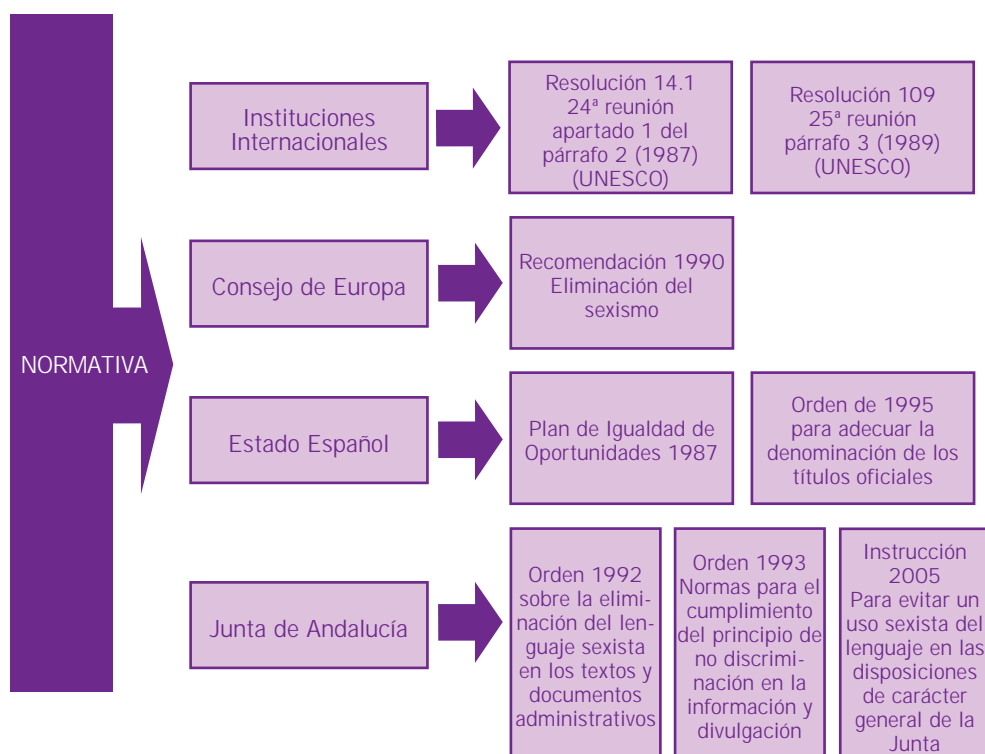 NORMATIVA
Instituciones
Internacionales
Resolución 14.1
24ª reunión
apartado 1 del
párrafo 2 (1987)
(UNESCO)
Resolución 109
25ª reunión
párrafo 3 (1989)
(UNESCO)
Consejo de Europa
Recomendación 1990
Eliminación del
sexismo
Estado Español
Plan de Igualdad de
Oportunidades 1987
Orden de 1995
para adecuar la
denominación de los
títulos oficiales
Junta de Andalucía
Orden 1992
sobre la elimi-
nación del len-
guaje sexista
en los textos y
documentos
administrativos
Orden 1993
Normas para el
cumplimiento
del principio de
no discrimi-
nación en la
información y
divulgación
Instrucción
2005
Para evitar un
uso sexista del
lenguaje en las
disposiciones
de carácter
general de la
Junta